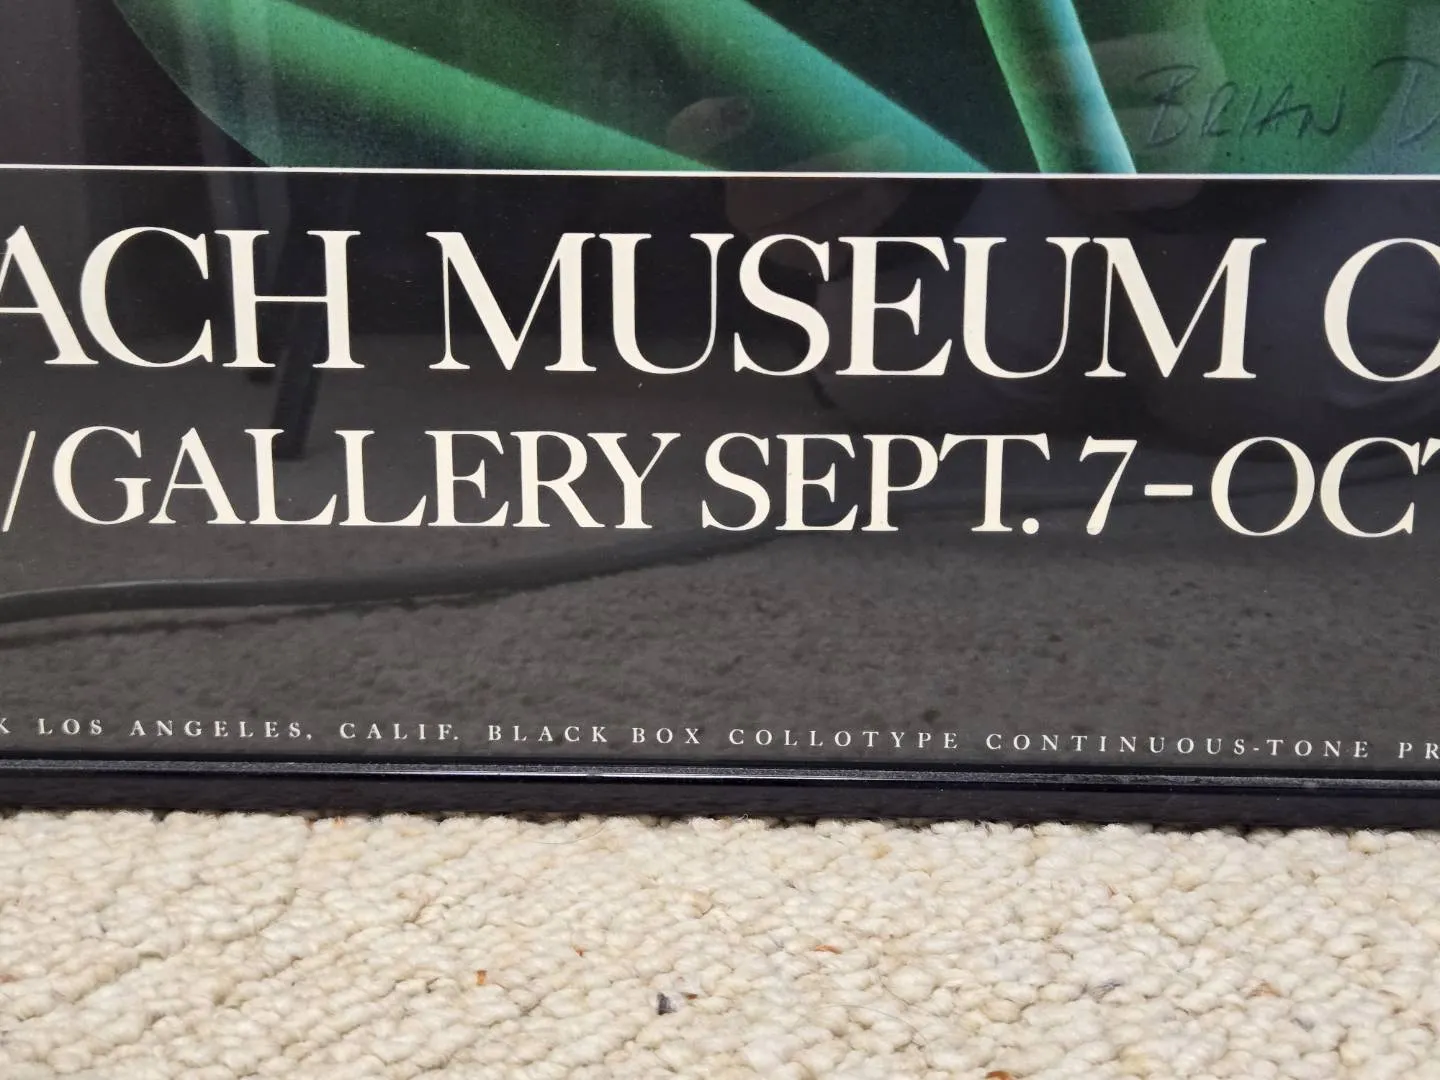 BRIAN D
ACH MUSEUM O
/GALLERY SEPT. 7-OCT
K LOS ANGELES, CALIF. BLACK BOX COLLOTYPE CONTINUOUS-TONE PR